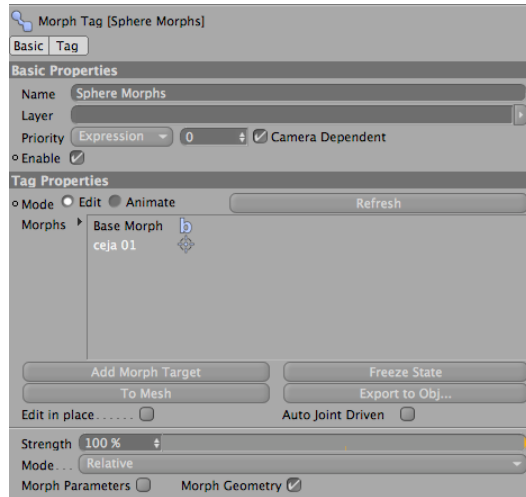 Morph Tag [Sphere Morphs]
Basic Tag
Basic Properties
Name Sphere Morphs
Layer
Priority Expression 0 Camera Dependent
Enable
Tag Properties
Mode Edit Animate Refresh
Morphs Base Morph
ceja 01
Add Morph Target Freeze State
To Mesh Export to Obj...
Edit in place...... Auto Joint Driven
Strength 100 %
Mode... Relative
Morph Parameters Morph Geometry